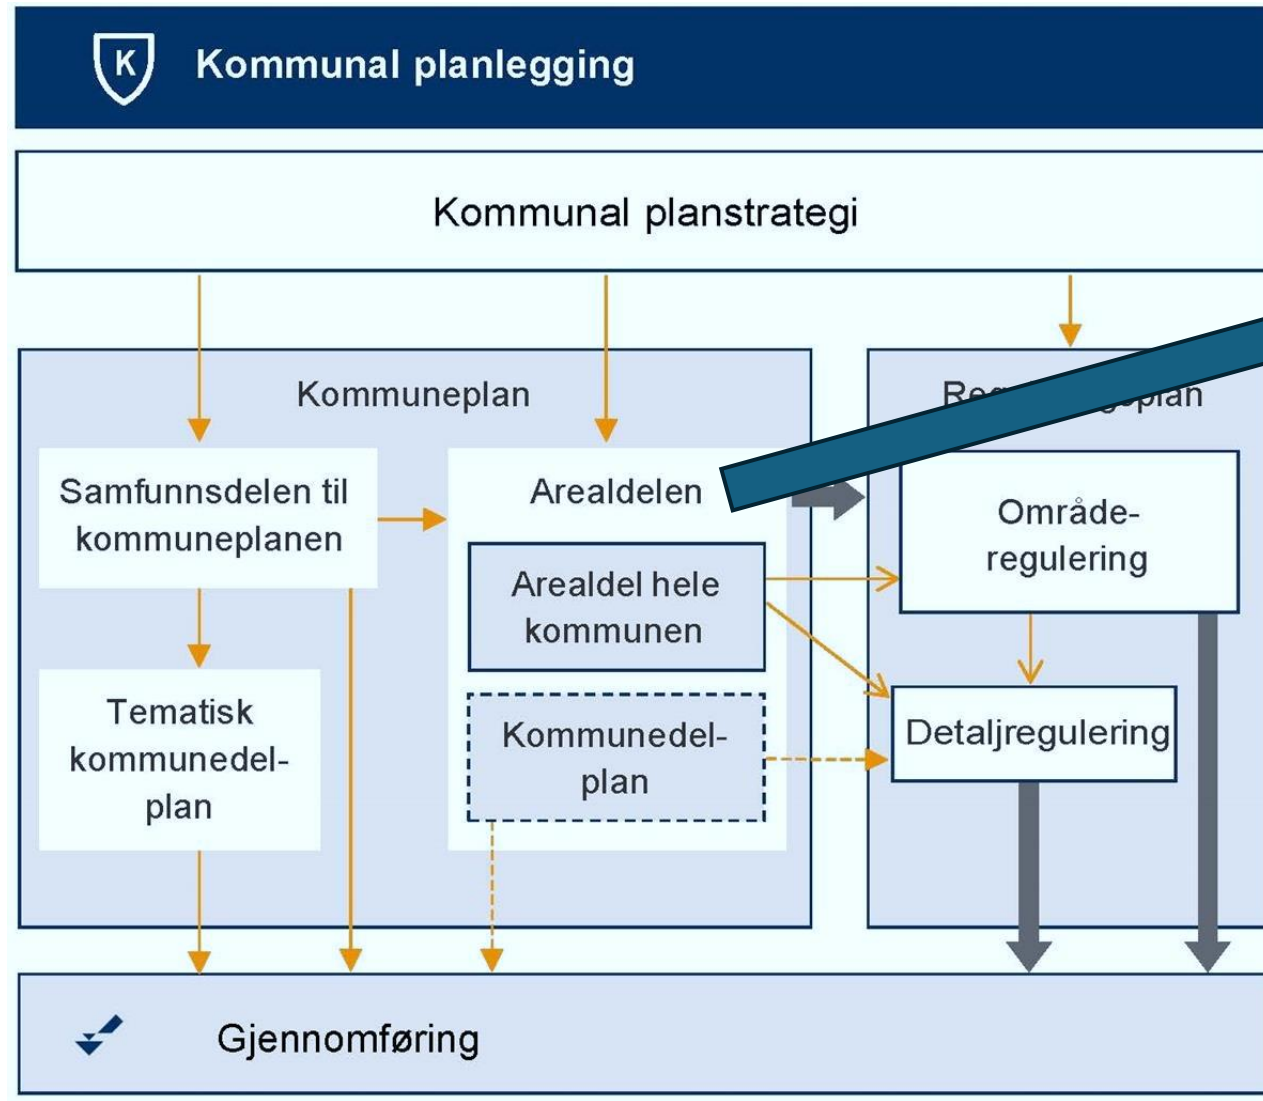 K
Kommunal planlegging
Kommunal planstrategi
Kommuneplan
Samfunnsdelen til
kommuneplanen
Tematisk
kommunedel-
plan
Arealdelen
Arealdel hele
kommunen
Kommunedel-
plan
Område-
regulering
Detaljregulering
Gjennomføring